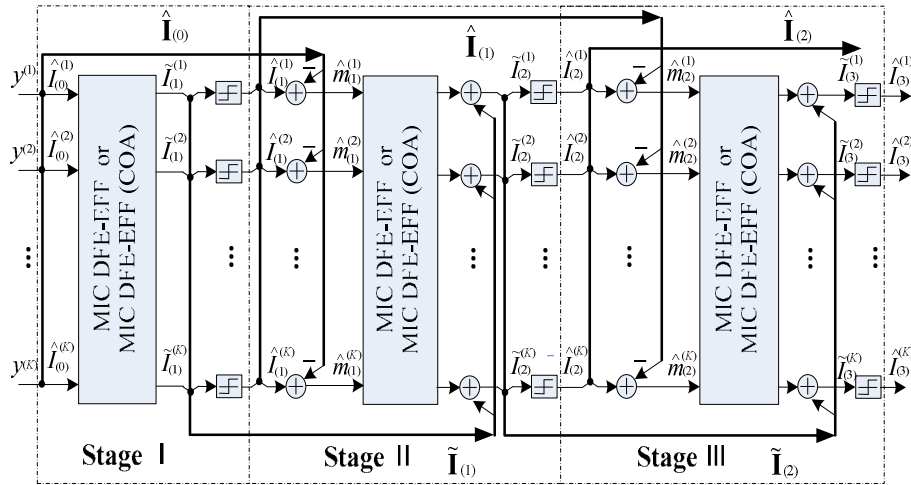 Î(0)
Î(1)
Î(2)
y(1) Î(0)(1) Ĩ(1)(1) Î(1)(1) − m̂(1)(1) Ĩ(2)(1) Î(2)(1) − m̂(2)(1) Ĩ(3)(1) Î(3)(1)
y(2) Î(0)(2) Ĩ(1)(2) Î(1)(2) − m̂(1)(2) Ĩ(2)(2) Î(2)(2) − m̂(2)(2) Ĩ(3)(2) Î(3)(2)
MIC DFE-EFF or
MIC DFE-EFF (COA)
MIC DFE-EFF or
MIC DFE-EFF (COA)
MIC DFE-EFF or
MIC DFE-EFF (COA)
y(K) Î(0)(K) Ĩ(1)(K) Î(1)(K) − m̂(1)(K) Ĩ(2)(K) Î(2)(K) − m̂(2)(K) Ĩ(3)(K) Î(3)(K)
Stage I
Stage II
Ĩ(1)
Stage III
Ĩ(2)